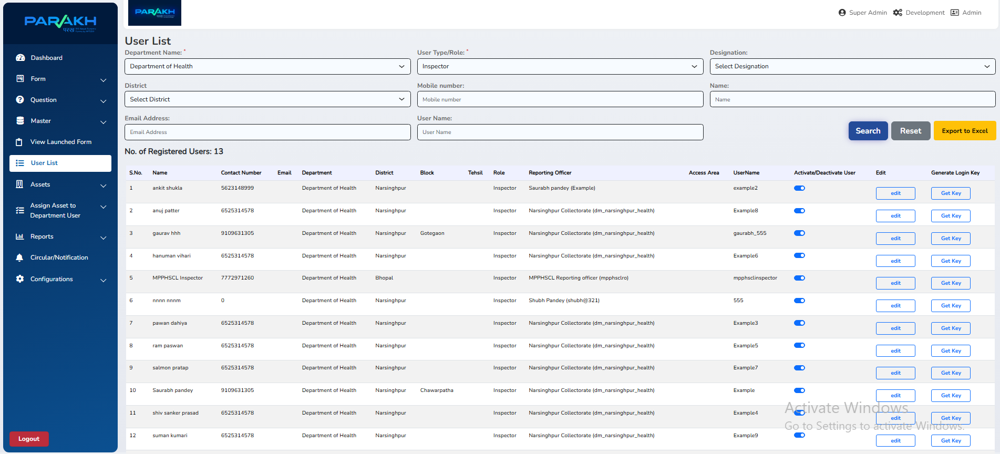 PARAKH
परख
Dashboard
Form
Question
Master
View Launched Form
User List
Assets
Assign Asset to
Department User
Reports
Circular/Notification
Configurations
Logout
PARAKH
Super Admin Development Admin
User List
Department Name: * User Type/Role: * Designation:
Department of Health Inspector Select Designation
District Mobile number: Name:
Select District Mobile number Name
Email Address: User Name:
Email Address User Name Search Reset Export to Excel
No. of Registered Users: 13
S.No. Name Contact Number Email Department District Block Tehsil Role Reporting Officer Access Area UserName Activate/Deactivate User Edit Generate Login Key
1 ankit shukla 5623148999 Department of Health Narsinghpur Inspector Saurabh pandey (Example) example2 edit Get Key
2 anuj patter 6525314578 Department of Health Narsinghpur Inspector Narsinghpur Collectorate (dm_narsinghpur_health) Example8 edit Get Key
3 gaurav hhh 9109631305 Department of Health Narsinghpur Gotegaon Inspector Narsinghpur Collectorate (dm_narsinghpur_health) gaurabh_555 edit Get Key
4 hanuman vihari 6525314578 Department of Health Narsinghpur Inspector Narsinghpur Collectorate (dm_narsinghpur_health) Example6 edit Get Key
5 MPPHSCL Inspector 7772971260 Department of Health Bhopal Inspector MPPHSCL Reporting officer (mpphsclro) mpphsclinspector edit Get Key
6 nnnn nnnm 0 Department of Health Narsinghpur Inspector Shubh Pandey (shubh@321) 555 edit Get Key
7 pawan dahiya 6525314578 Department of Health Narsinghpur Inspector Narsinghpur Collectorate (dm_narsinghpur_health) Example3 edit Get Key
8 ram paswan 6525314578 Department of Health Narsinghpur Inspector Narsinghpur Collectorate (dm_narsinghpur_health) Example5 edit Get Key
9 salmon pratap 6525314578 Department of Health Narsinghpur Inspector Narsinghpur Collectorate (dm_narsinghpur_health) Example7 edit Get Key
10 Saurabh pandey 9109631305 Department of Health Narsinghpur Chawarpatha Inspector Narsinghpur Collectorate (dm_narsinghpur_health) Example edit Get Key
11 shiv sanker prasad 6525314578 Department of Health Narsinghpur Inspector Narsinghpur Collectorate (dm_narsinghpur_health) Example4 edit Get Key
12 suman kumari 6525314578 Department of Health Narsinghpur Inspector Narsinghpur Collectorate (dm_narsinghpur_health) Example9 edit Get Key
Activate Windows
Go to Settings to activate Windows.